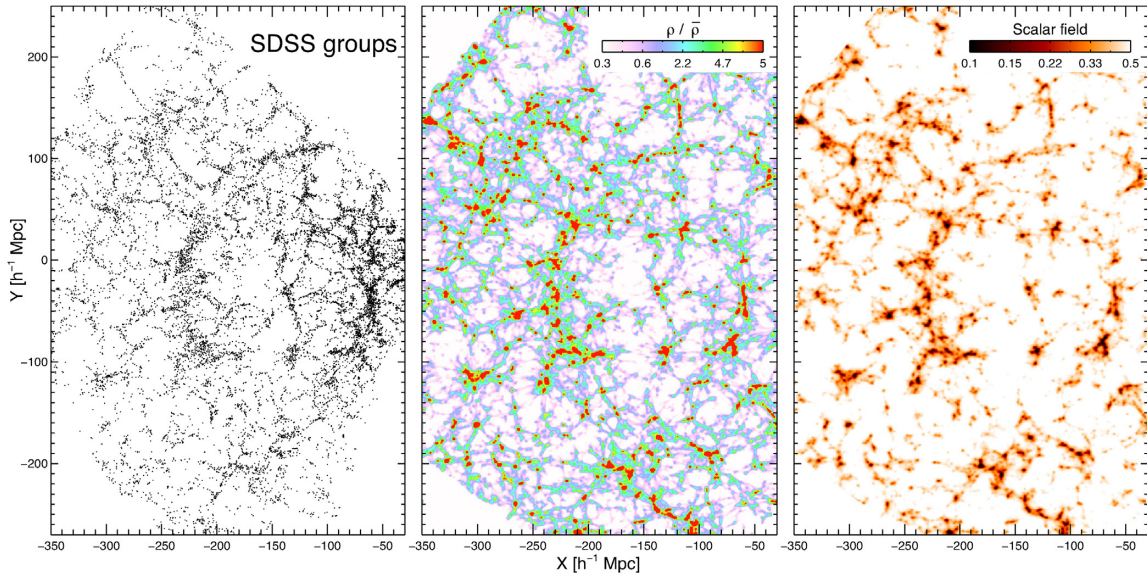 SDSS groups
ρ / ρ̄
0.3 0.6 2.2 4.7 5
Scalar field
0.1 0.15 0.22 0.33 0.5
200
100
0
−100
−200
Y [h⁻¹ Mpc]
−350 −300 −250 −200 −150 −100 −50
−350 −300 −250 −200 −150 −100 −50
−350 −300 −250 −200 −150 −100 −50
X [h⁻¹ Mpc]